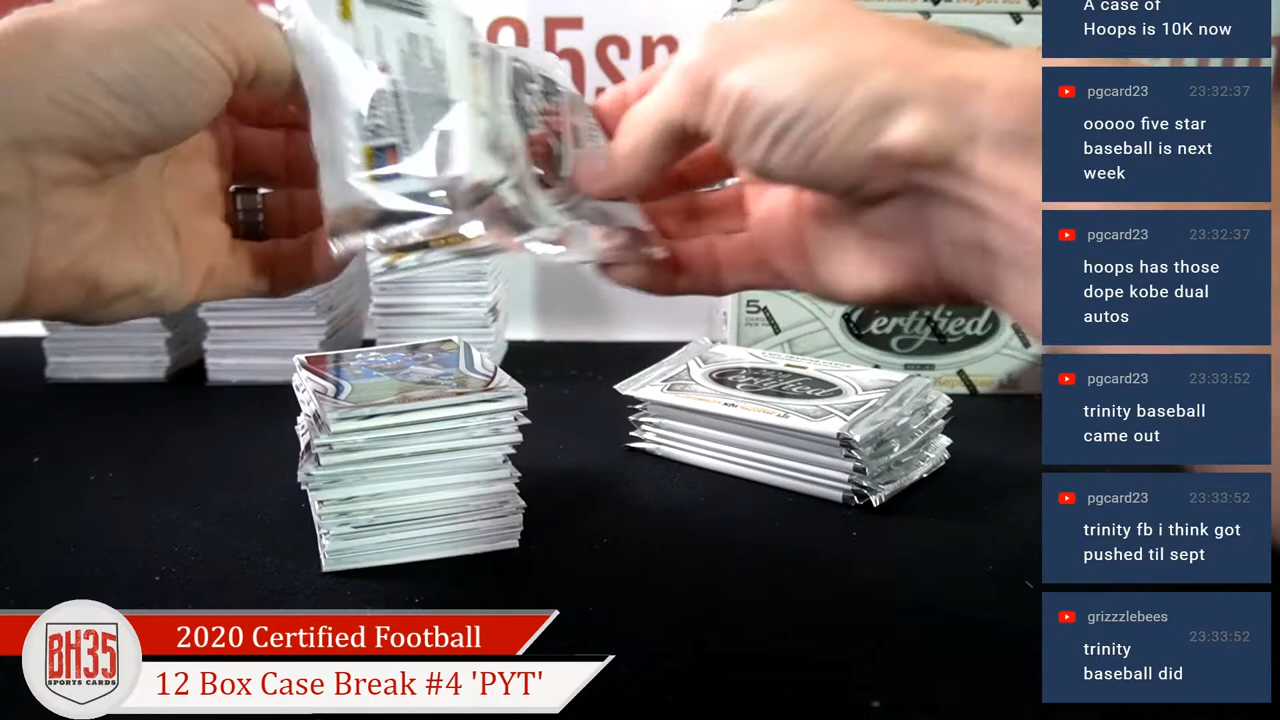 35sp
5
Certified
Certified
A case of
Hoops is 10K now
pgcard23 23:32:37
ooooo five star
baseball is next
week
pgcard23 23:32:37
hoops has those
dope kobe dual
autos
pgcard23 23:33:52
trinity baseball
came out
pgcard23 23:33:52
trinity fb i think got
pushed til sept
grizzzlebees 23:33:52
trinity
baseball did
BH35
SPORTS CARDS
2020 Certified Football
12 Box Case Break #4 'PYT'